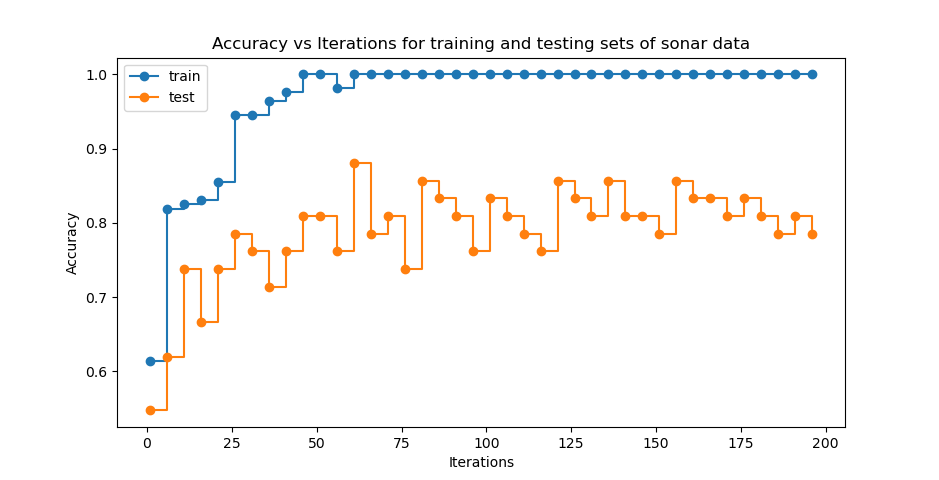 Accuracy vs Iterations for training and testing sets of sonar data
train
test
1.0
0.9
0.8
0.7
0.6
Accuracy
0 25 50 75 100 125 150 175 200
Iterations